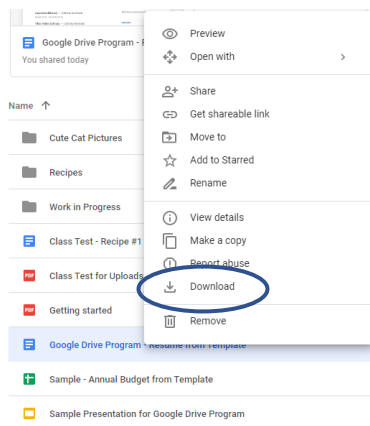 Google Drive Program -
You shared today
Name
Cute Cat Pictures
Recipes
Work in Progress
Class Test - Recipe #1
Class Test for Uploads
PDF
Getting started
PDF
Google Drive Program - Resume from Template
Sample - Annual Budget from Template
Sample Presentation for Google Drive Program
Preview
Open with
Share
Get shareable link
Move to
Add to Starred
Rename
View details
Make a copy
Report abuse
Download
Remove